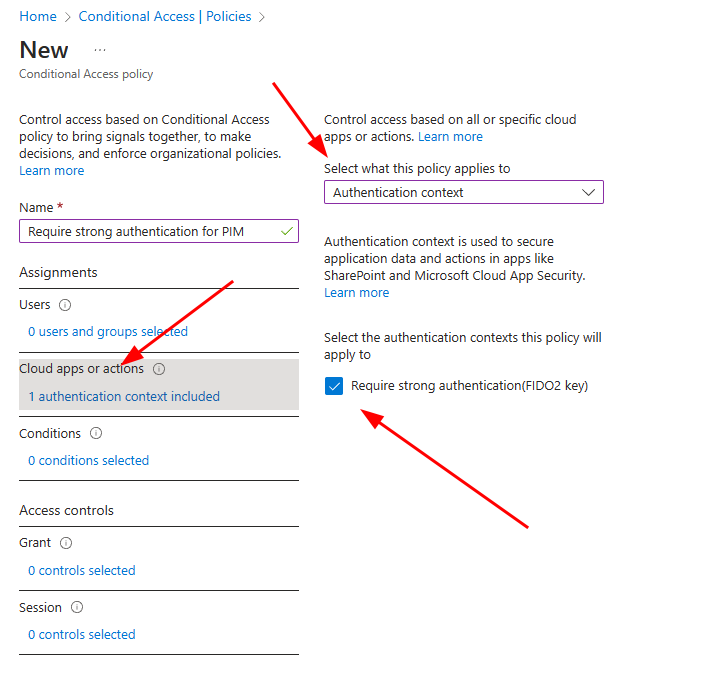 Home > Conditional Access | Policies >
New ...
Conditional Access policy
Control access based on Conditional Access
policy to bring signals together, to make
decisions, and enforce organizational policies.
Learn more
Name *
Require strong authentication for PIM
Assignments
Users
0 users and groups selected
Cloud apps or actions
1 authentication context included
Conditions
0 conditions selected
Access controls
Grant
0 controls selected
Session
0 controls selected
Control access based on all or specific cloud
apps or actions. Learn more
Select what this policy applies to
Authentication context
Authentication context is used to secure
application data and actions in apps like
SharePoint and Microsoft Cloud App Security.
Learn more
Select the authentication contexts this policy will
apply to
Require strong authentication(FIDO2 key)